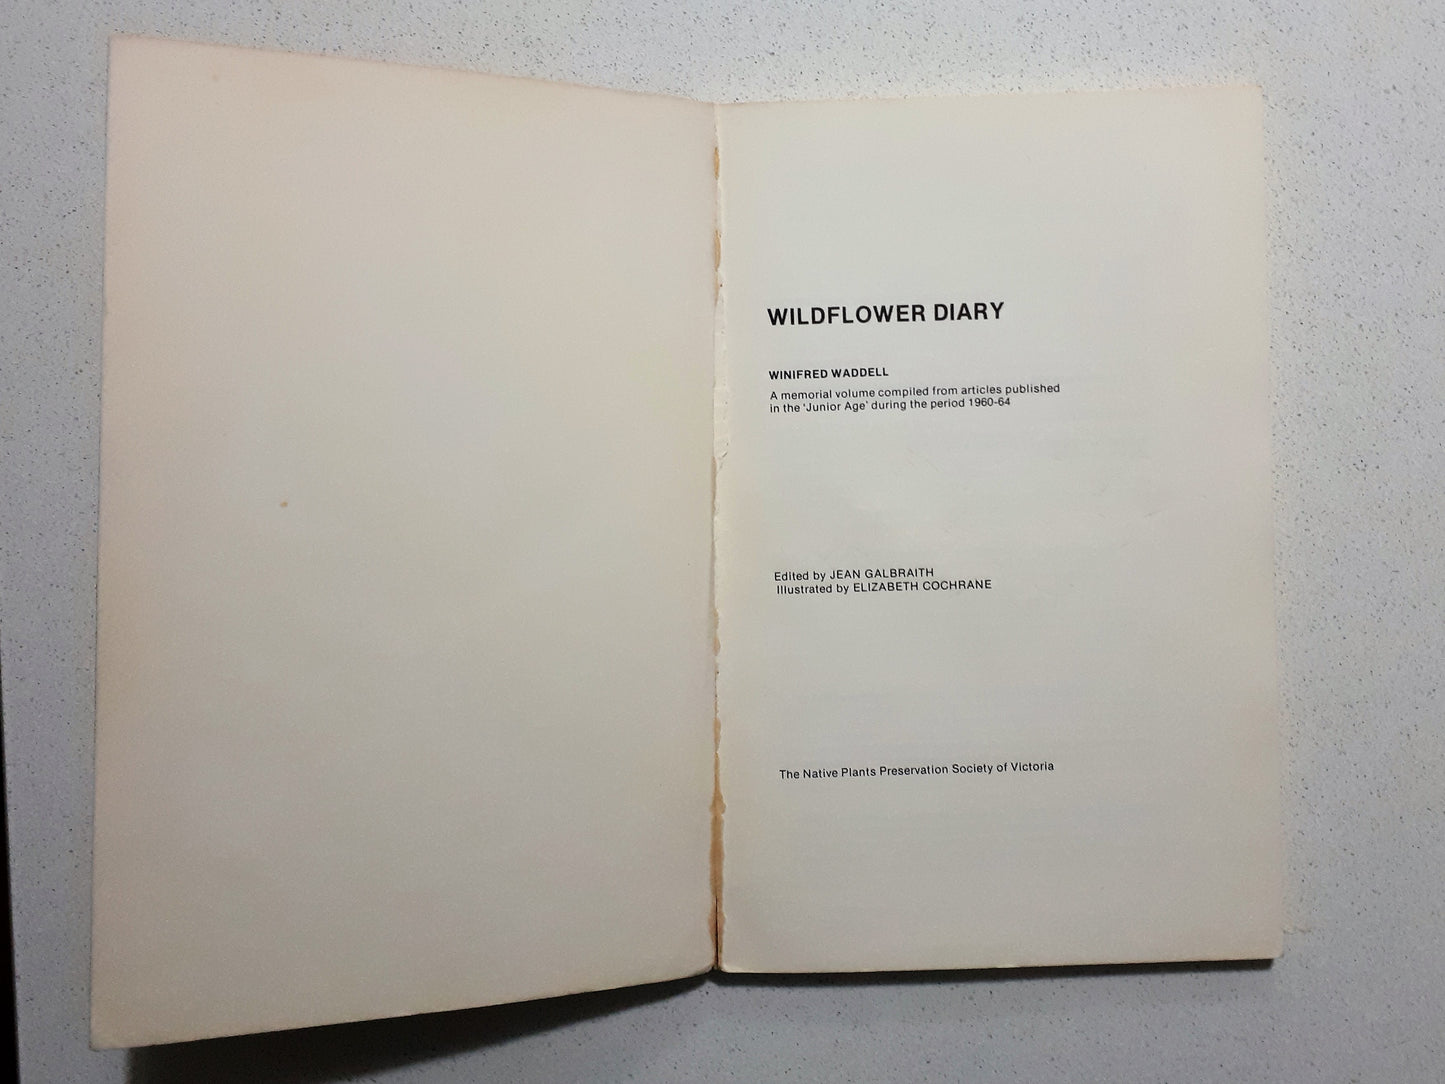 WILDFLOWER DIARY
WINIFRED WADDELL
A memorial volume compiled from articles published
in the 'Junior Age' during the period 1960-64
Edited by JEAN GALBRAITH
Illustrated by ELIZABETH COCHRANE
The Native Plants Preservation Society of Victoria